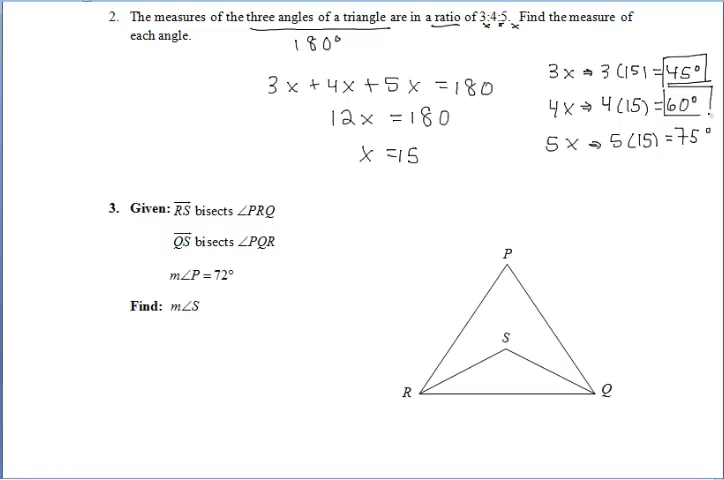 2. The measures of the three angles of a triangle are in a ratio of 3:4:5. Find the measure of
each angle.
180°
3x + 4x + 5x = 180
12x = 180
x = 15
3x → 3(15) = 45°
4x → 4(15) = 60°
5x → 5(15) = 75°
3. Given: RS bisects ∠PRQ
QS bisects ∠PQR
m∠P = 72°
Find: m∠S
P
S
R
Q